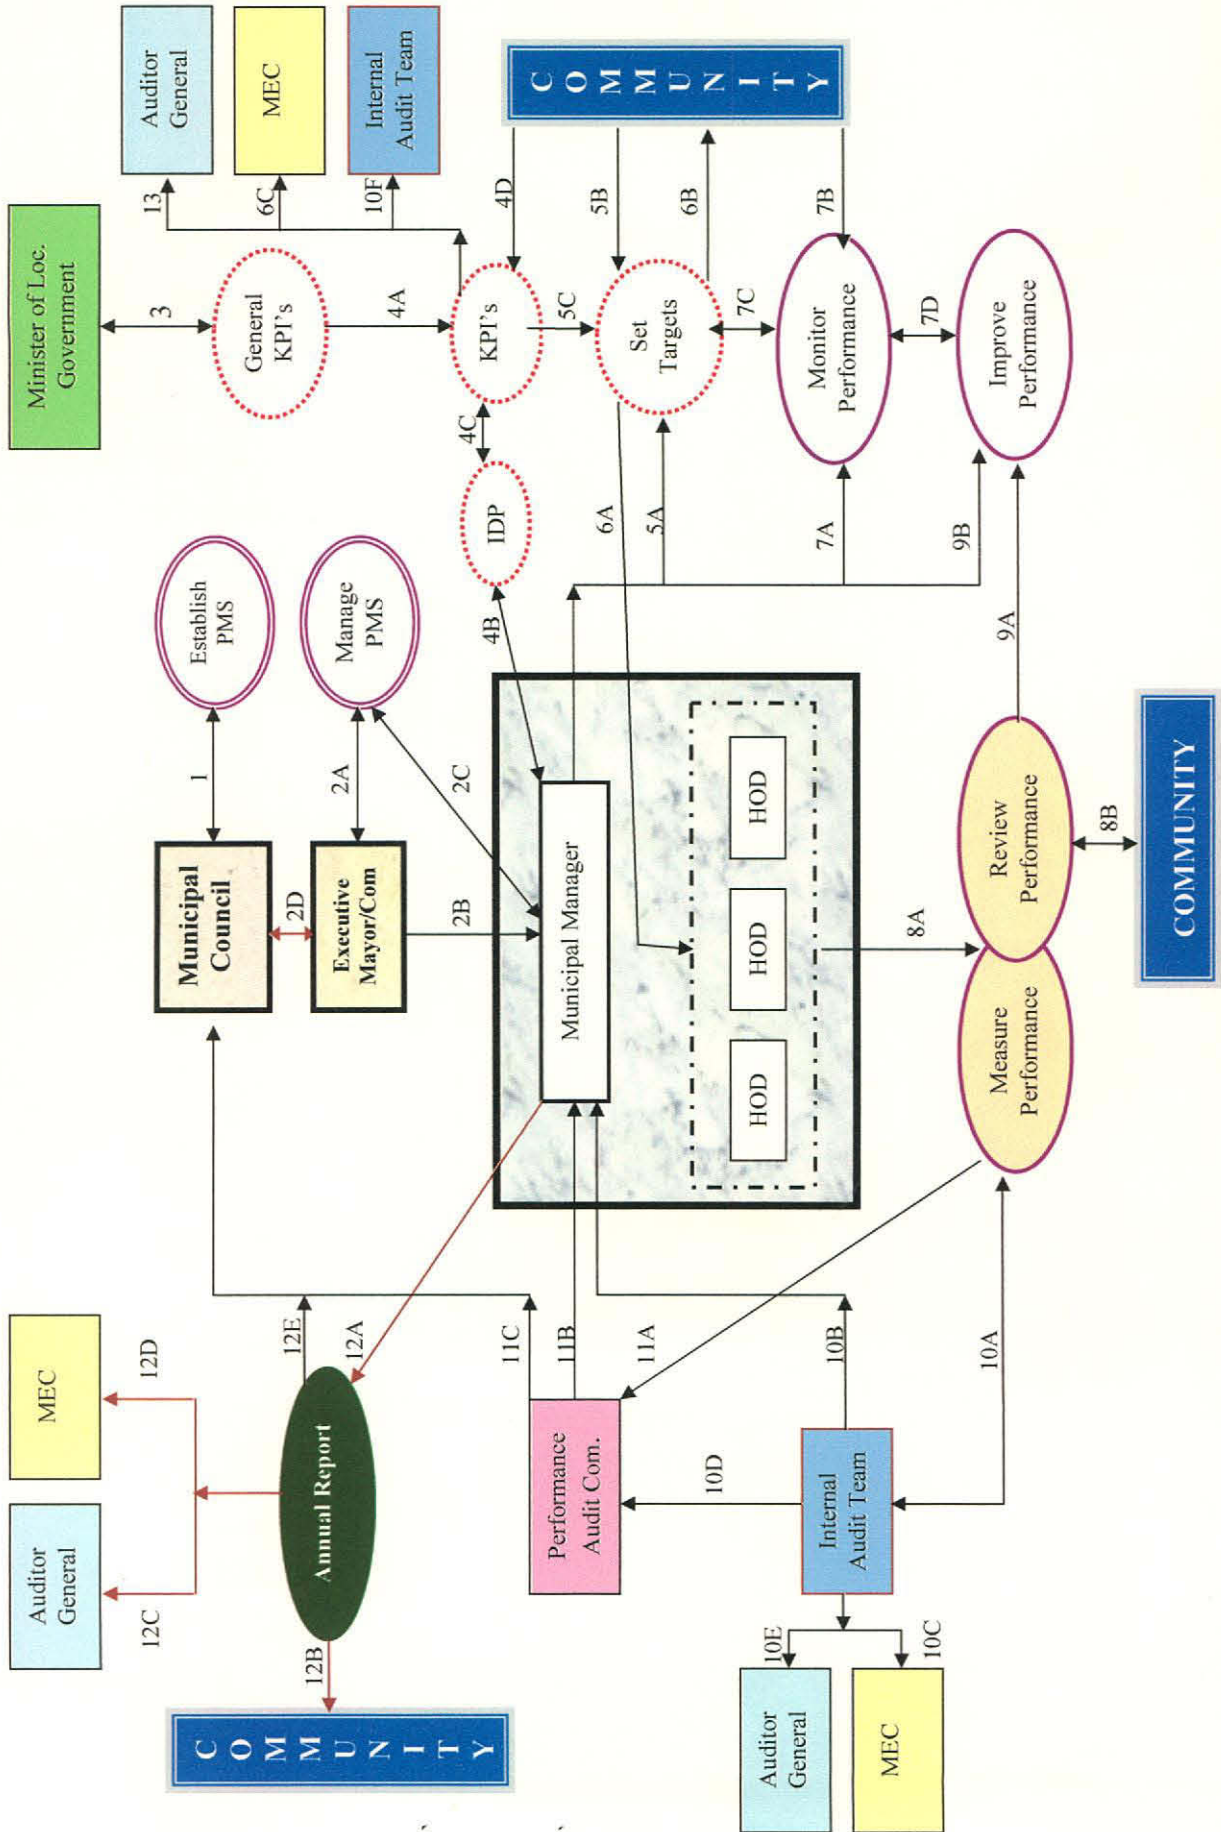 Auditor
General
MEC
Minister of Loc.
Government
12C
12D
3
13
Auditor
General
6C
MEC
10F
Internal
Audit Team
COMMUNITY
12B
Annual Report
12E
12A
Municipal
Council
1
Establish
PMS
2D
Executive
Mayor/Com
2A
Manage
PMS
General
KPI's
4A
2B
2C
4B
IDP
4C
KPI's
4D
11C
11B
11A
Performance
Audit Com.
10D
Municipal Manager
5C
6A
5A
Set
Targets
5B
6B
COMMUNITY
HOD
HOD
HOD
7C
7A
Monitor
Performance
7B
10E
Auditor
General
10C
MEC
Internal
Audit Team
10B
10A
8A
9B
7D
9A
Measure
Performance
Review
Performance
Improve
Performance
8B
COMMUNITY